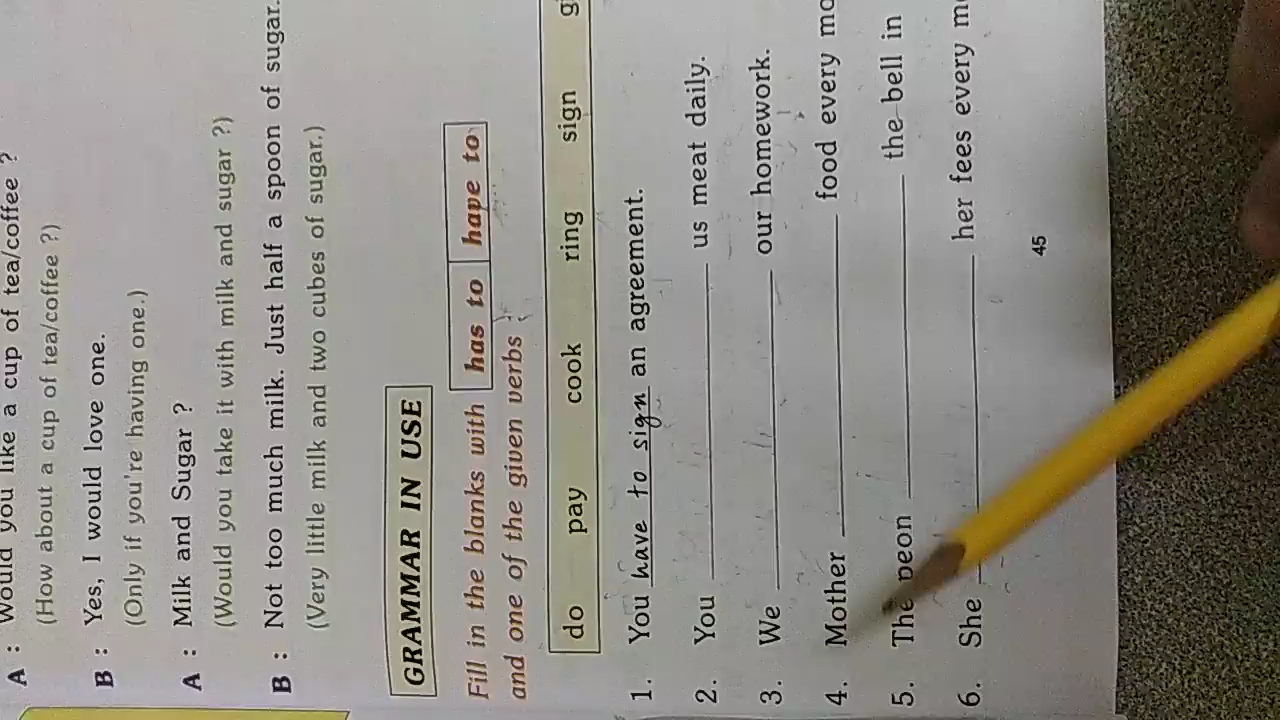 A : Would you like a cup of tea/coffee ?
(How about a cup of tea/coffee ?)
B : Yes, I would love one.
(Only if you're having one.)
A : Milk and Sugar ?
(Would you take it with milk and sugar ?)
B : Not too much milk. Just half a spoon of sugar.
(Very little milk and two cubes of sugar.)
GRAMMAR IN USE
Fill in the blanks with has to have to
and one of the given verbs :
do pay cook ring sign
1. You have to sign an agreement.
2. You ____ us meat daily.
3. We ____ our homework.
4. Mother ____ food every
5. The peon ____ the bell in
6. She ____ her fees every
45